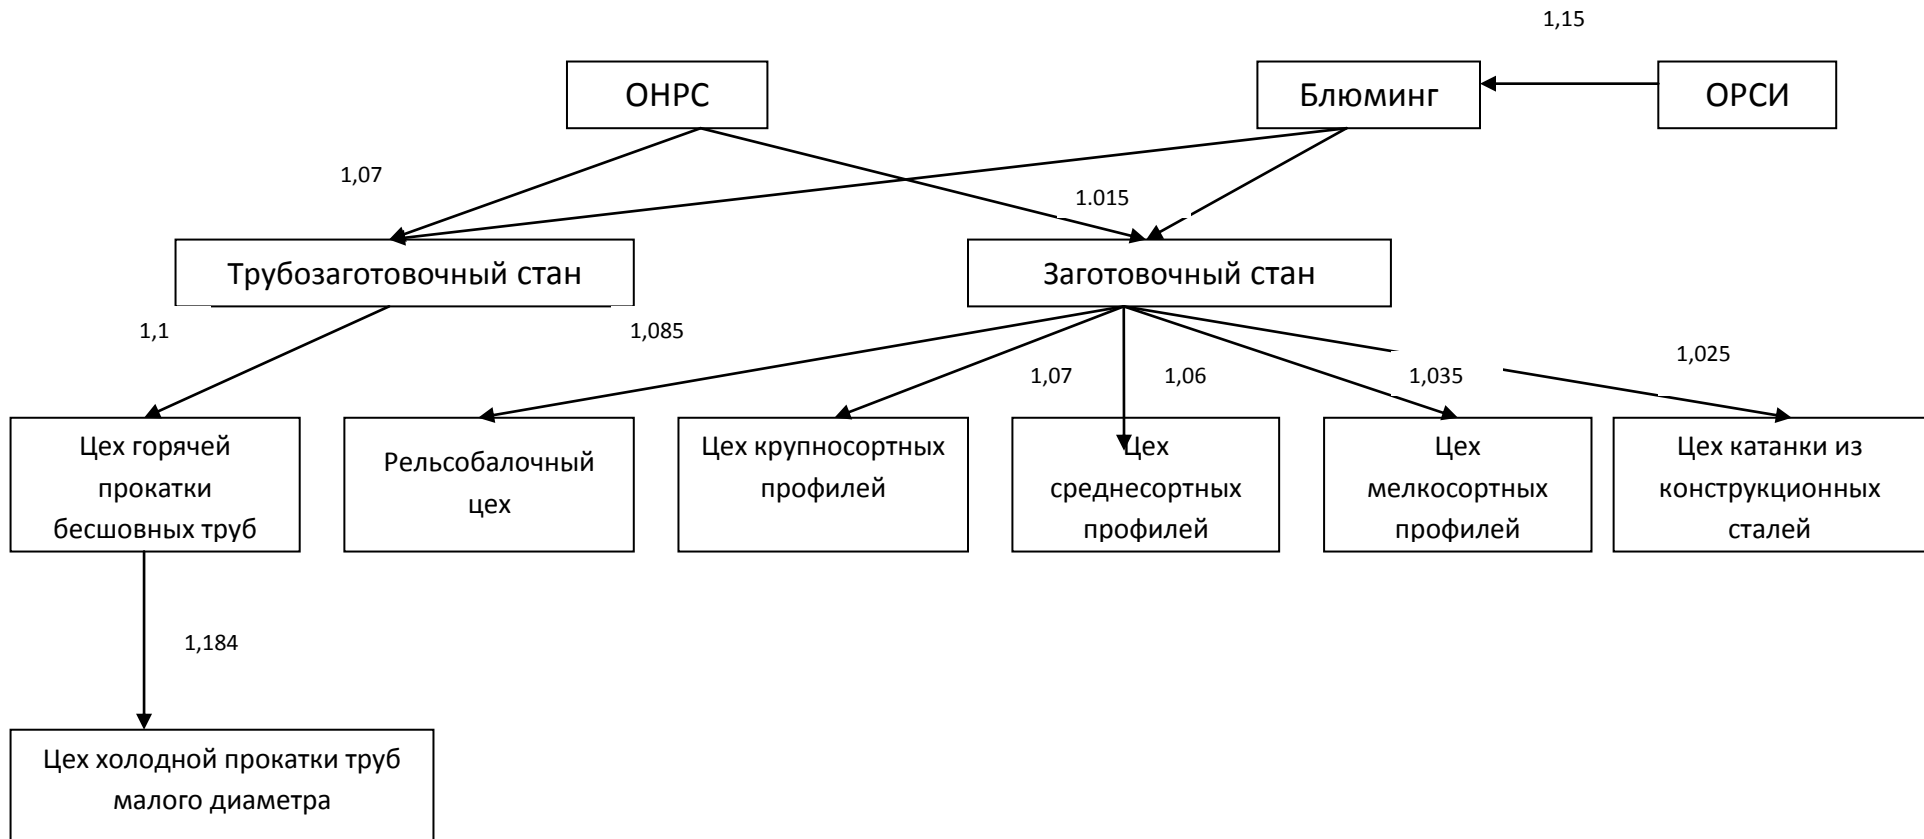 1,15
ОНРС
Блюминг
ОРСИ
1,07
1.015
Трубозаготовочный стан
Заготовочный стан
1,1
1,085
1,07
1,06
1,035
1,025
Цех горячей
прокатки
бесшовных труб
Рельсобалочный
цех
Цех крупносортных
профилей
Цех
среднесортных
профилей
Цех
мелкосортных
профилей
Цех катанки из
конструкционных
сталей
1,184
Цех холодной прокатки труб
малого диаметра